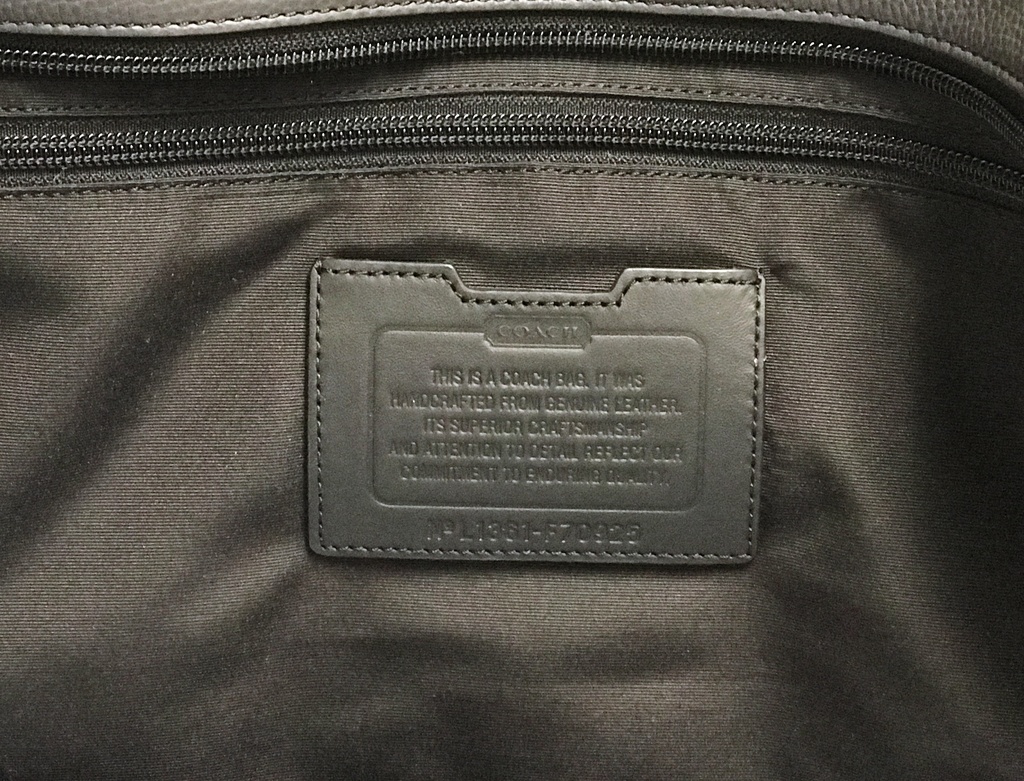 COACH
THIS IS A COACH BAG. IT WAS
HANDCRAFTED FROM GENUINE LEATHER.
ITS SUPERIOR CRAFTSMANSHIP
AND ATTENTION TO DETAIL REFLECT OUR
COMMITMENT TO ENDURING QUALITY.